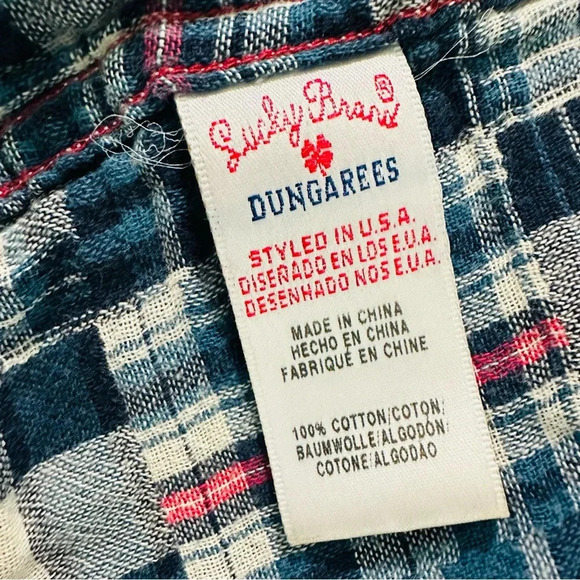 Lucky Brand®
DUNGAREES
STYLED IN U.S.A.
DISERADO EN LOS E.U.A.
DESENHADO NOS E.U.A.
MADE IN CHINA
HECHO EN CHINA
FABRIQUÉ EN CHINE
100% COTTON/COTON/
BAUMWOLLE/ALGODÓN/
COTONE/ALGODAO